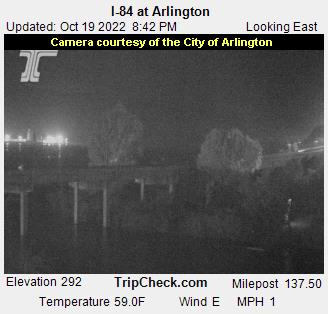 I-84 at Arlington
Updated: Oct 19 2022 8:42 PM Looking East
Camera courtesy of the City of Arlington
Elevation 292 TripCheck.com Milepost 137.50
Temperature 59.0F Wind E MPH 1